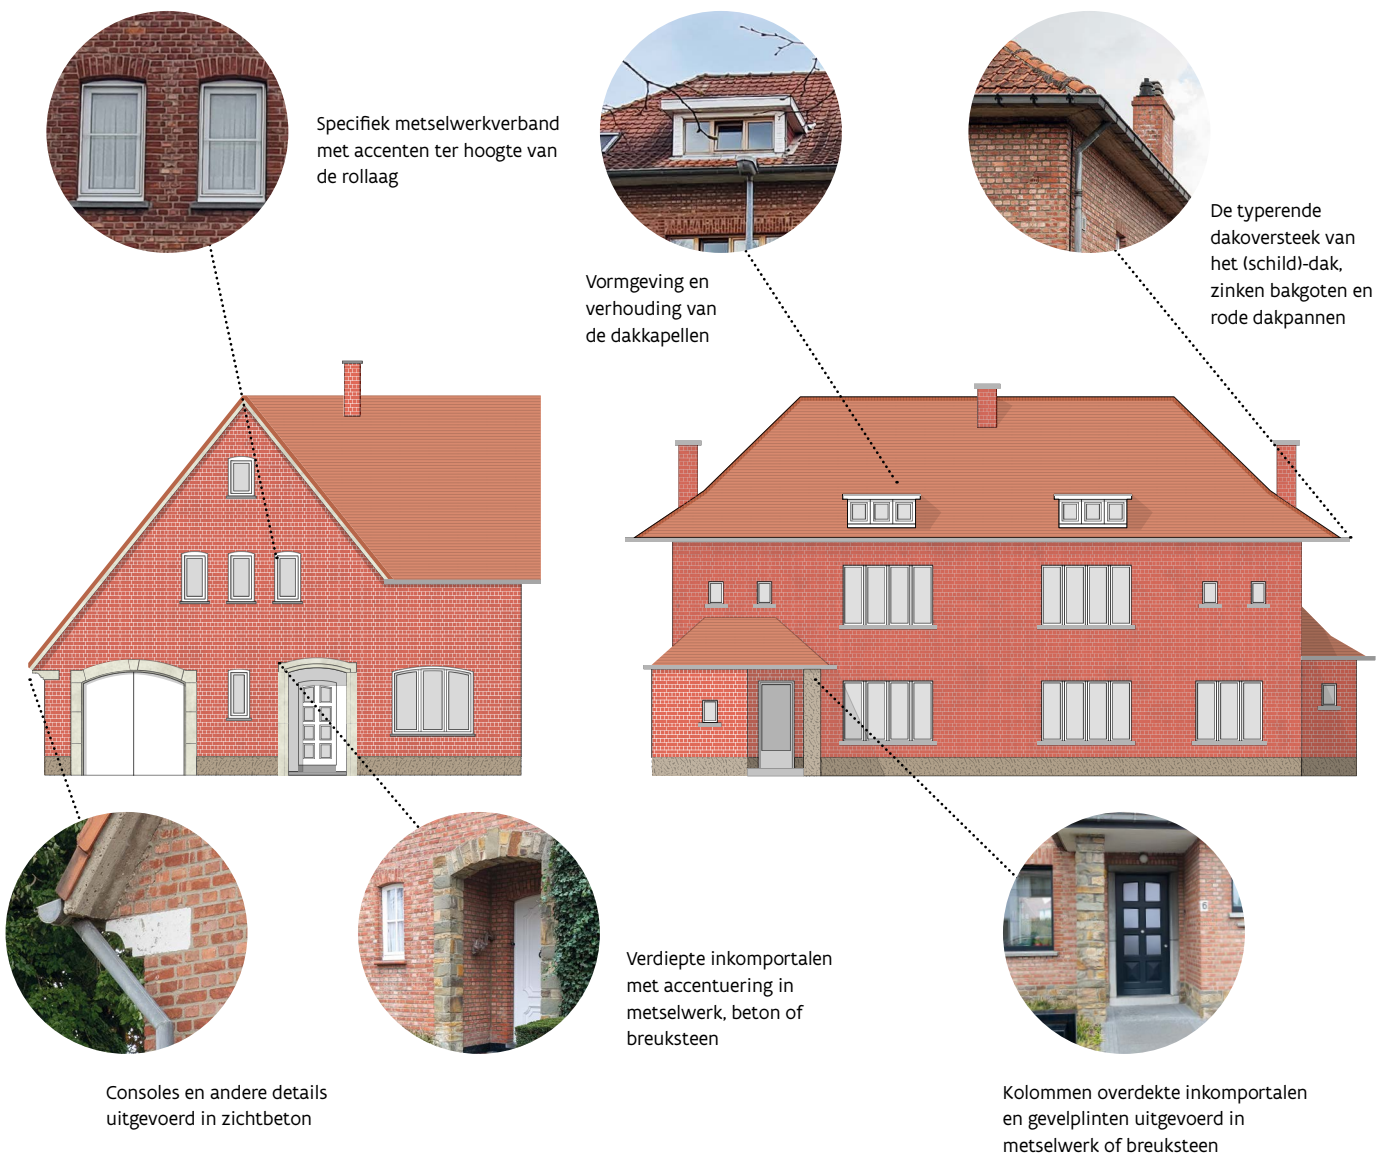 Specifiek metselwerkverband
met accenten ter hoogte van
de rollaag
Vormgeving en
verhouding van
de dakkapellen
De typerende
dakoversteek van
het (schild)-dak,
zinken bakgoten en
rode dakpannen
Verdiepte inkomportalen
met accentuering in
metselwerk, beton of
breuksteen
6
Consoles en andere details
uitgevoerd in zichtbeton
Kolommen overdekte inkomportalen
en gevelplinten uitgevoerd in
metselwerk of breuksteen